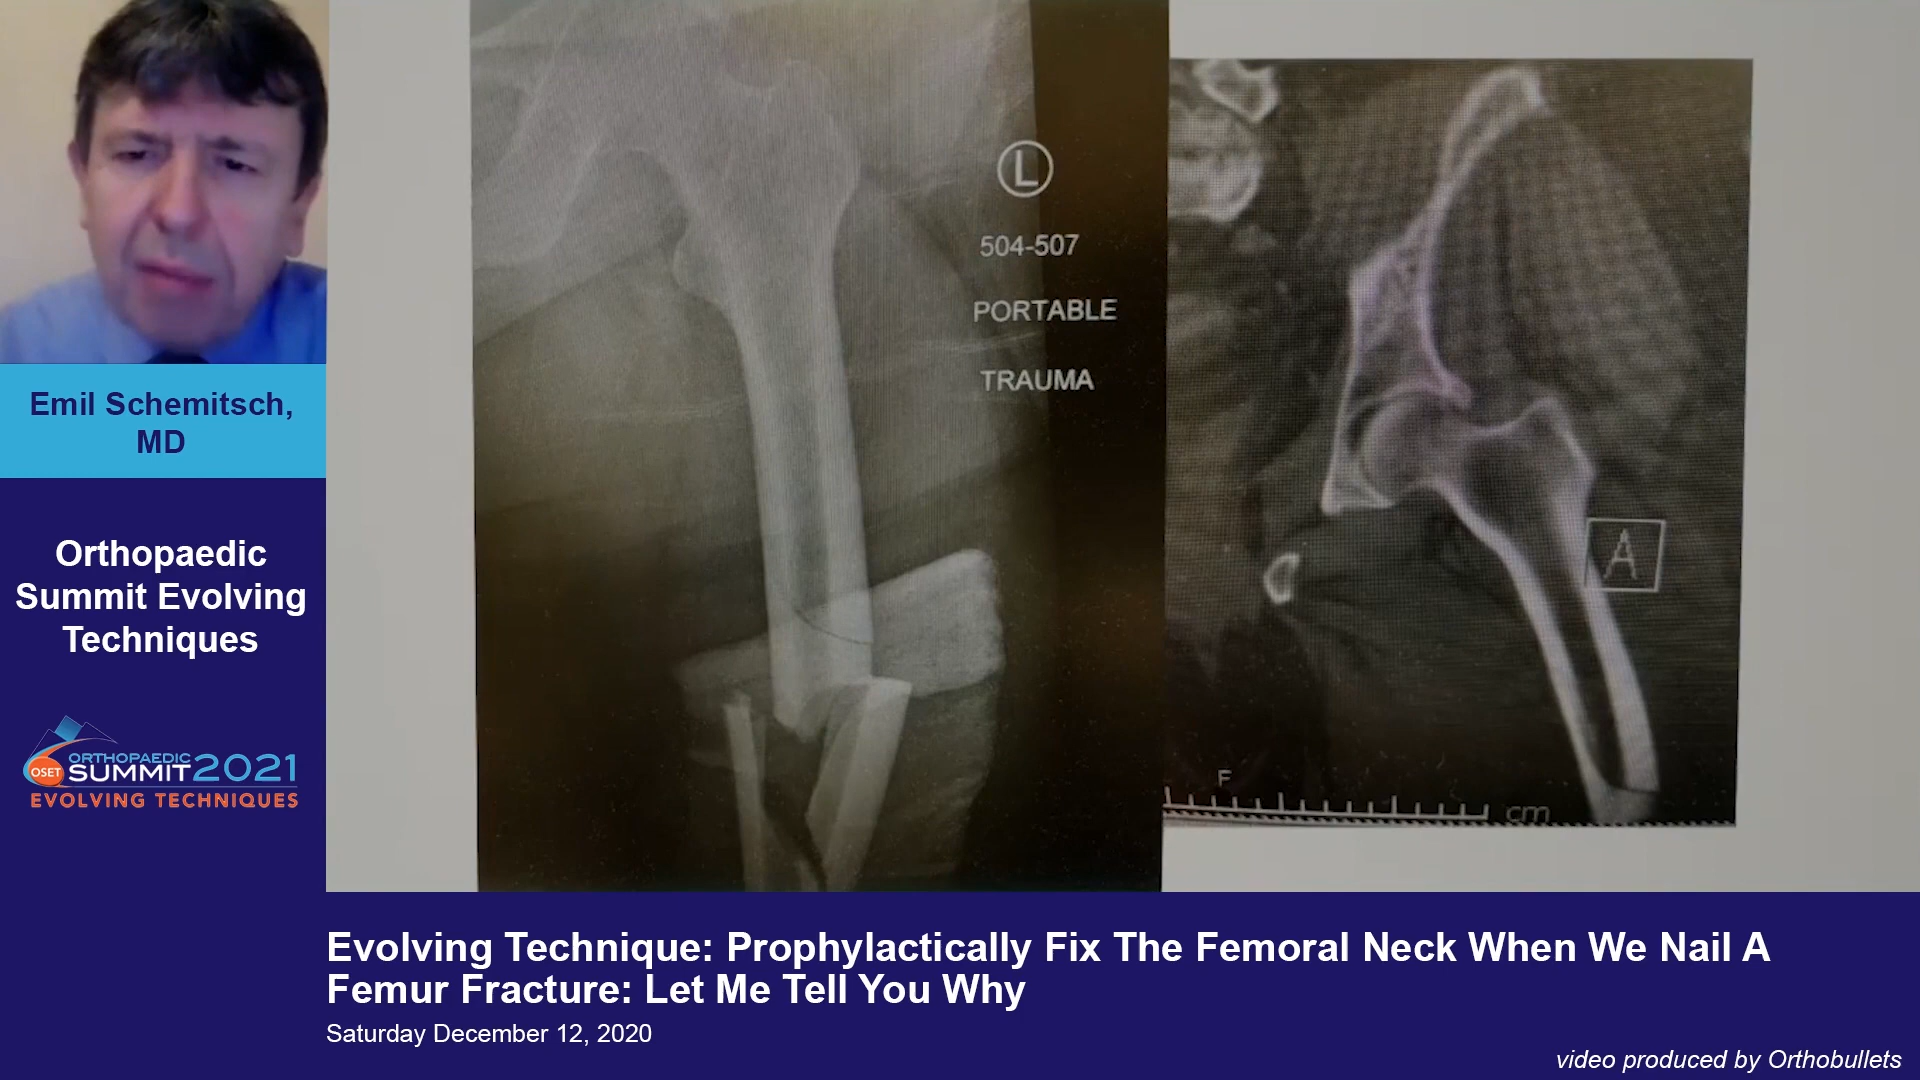 Emil Schemitsch,
MD
Orthopaedic
Summit Evolving
Techniques
OSET
ORTHOPAEDIC
SUMMIT 2021
EVOLVING TECHNIQUES
L
504-507
PORTABLE
TRAUMA
A
F
cm
Evolving Technique: Prophylactically Fix The Femoral Neck When We Nail A
Femur Fracture: Let Me Tell You Why
Saturday December 12, 2020
video produced by Orthobullets